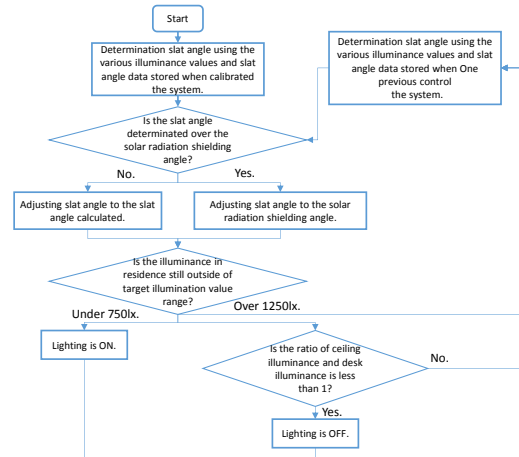 Start
Determination slat angle using the
various illuminance values and slat
angle data stored when calibrated
the system.
Determination slat angle using the
various illuminance values and slat
angle data stored when One
previous control
the system.
Is the slat angle
determinated over the
solar radiation shielding
angle?
No.
Yes.
Adjusting slat angle to the slat
angle calculated.
Adjusting slat angle to the solar
radiation shielding angle.
Is the illuminance in
residence still outside of
target illumination value
range?
Under 750lx.
Over 1250lx.
Lighting is ON.
Is the ratio of ceiling
illuminance and desk
illuminance is less
than 1?
No.
Yes.
Lighting is OFF.